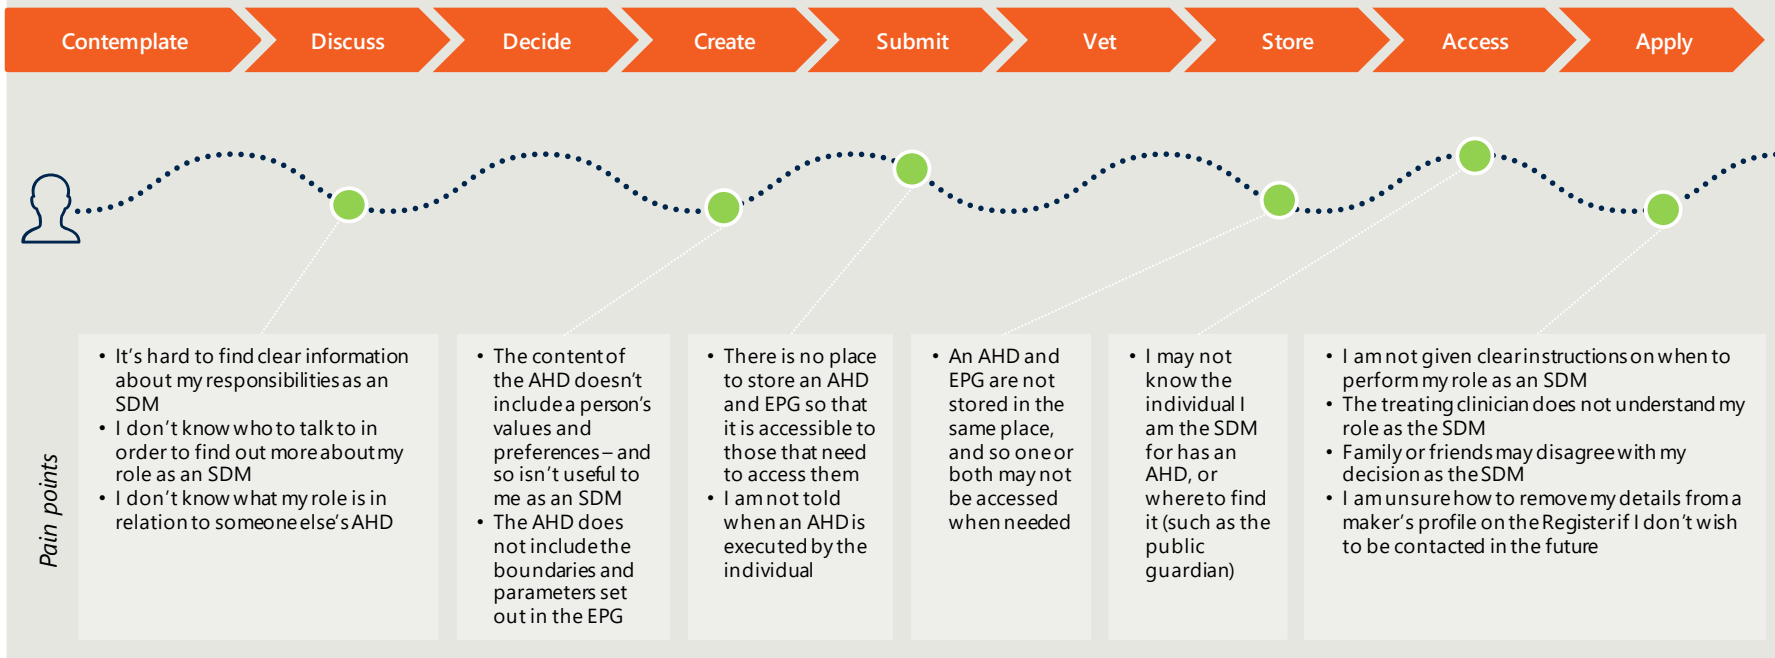 Contemplate
Discuss
Decide
Create
Submit
Vet
Store
Access
Apply
Pain points
• It's hard to find clear information
about my responsibilities as an
SDM
• I don't know who to talk to in
order to find out more about my
role as an SDM
• I don't know what my role is in
relation to someone else's AHD
• The content of
the AHD doesn't
include a person's
values and
preferences – and
so isn't useful to
me as an SDM
• The AHD does
not include the
boundaries and
parameters set
out in the EPG
• There is no place
to store an AHD
and EPG so that
it is accessible to
those that need
to access them
• I am not told
when an AHD is
executed by the
individual
• An AHD and
EPG are not
stored in the
same place,
and so one or
both may not
be accessed
when needed
• I may not
know the
individual I
am the SDM
for has an
AHD, or
where to find
it (such as the
public
guardian)
• I am not given clear instructions on when to
perform my role as an SDM
• The treating clinician does not understand my
role as the SDM
• Family or friends may disagree with my
decision as the SDM
• I am unsure how to remove my details from a
maker's profile on the Register if I don't wish
to be contacted in the future